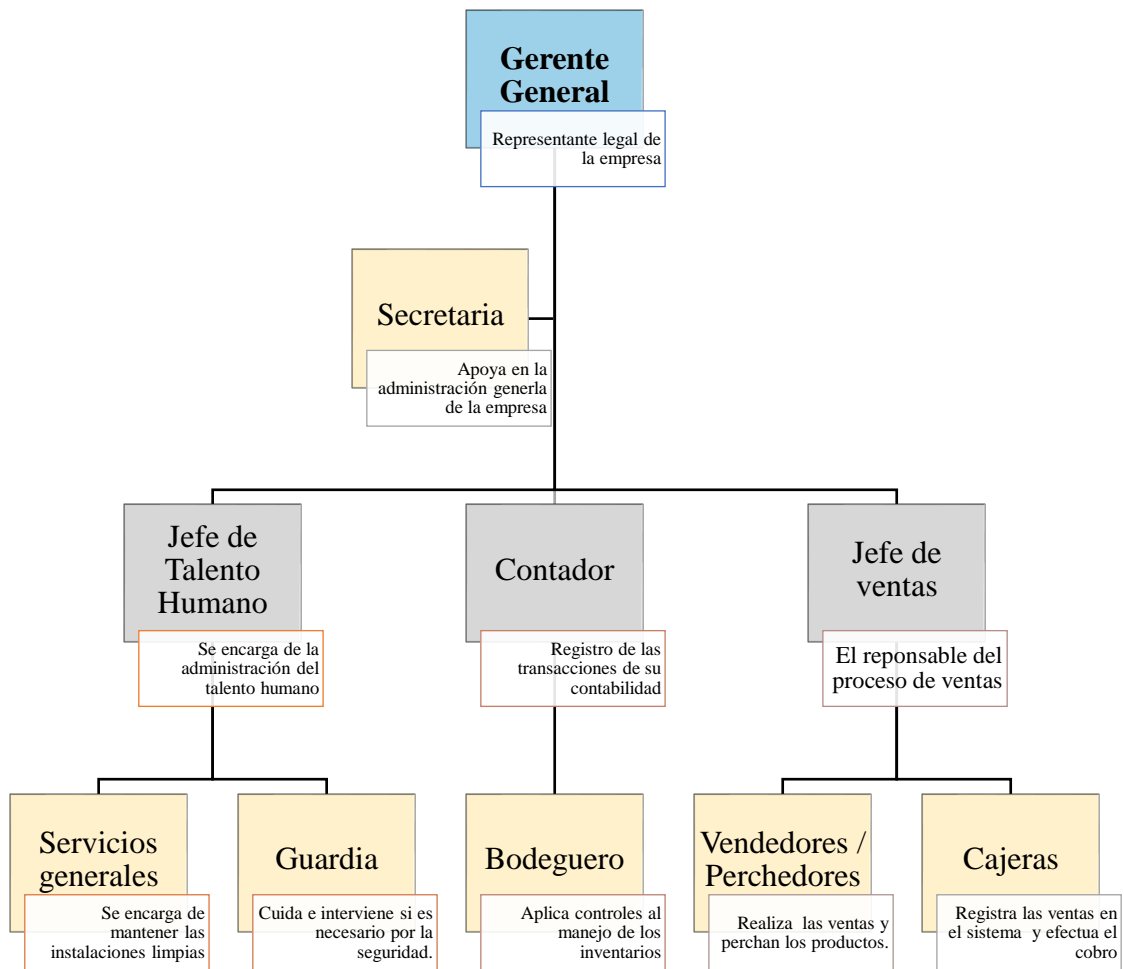 Gerente
General
Representante legal de
la empresa
Secretaria
Apoya en la
administración generla
de la empresa
Jefe de
Talento
Humano
Se encarga de la
administración del
talento humano
Contador
Registro de las
transacciones de su
contabilidad
Jefe de
ventas
El reponsable del
proceso de ventas
Servicios
generales
Se encarga de
mantener las
instalaciones limpias
Guardia
Cuida e interviene si es
necesario por la
seguridad.
Bodeguero
Aplica controles al
manejo de los
inventarios
Vendedores /
Perchedores
Realiza las ventas y
perchan los productos.
Cajeras
Registra las ventas en
el sistema y efectua el
cobro